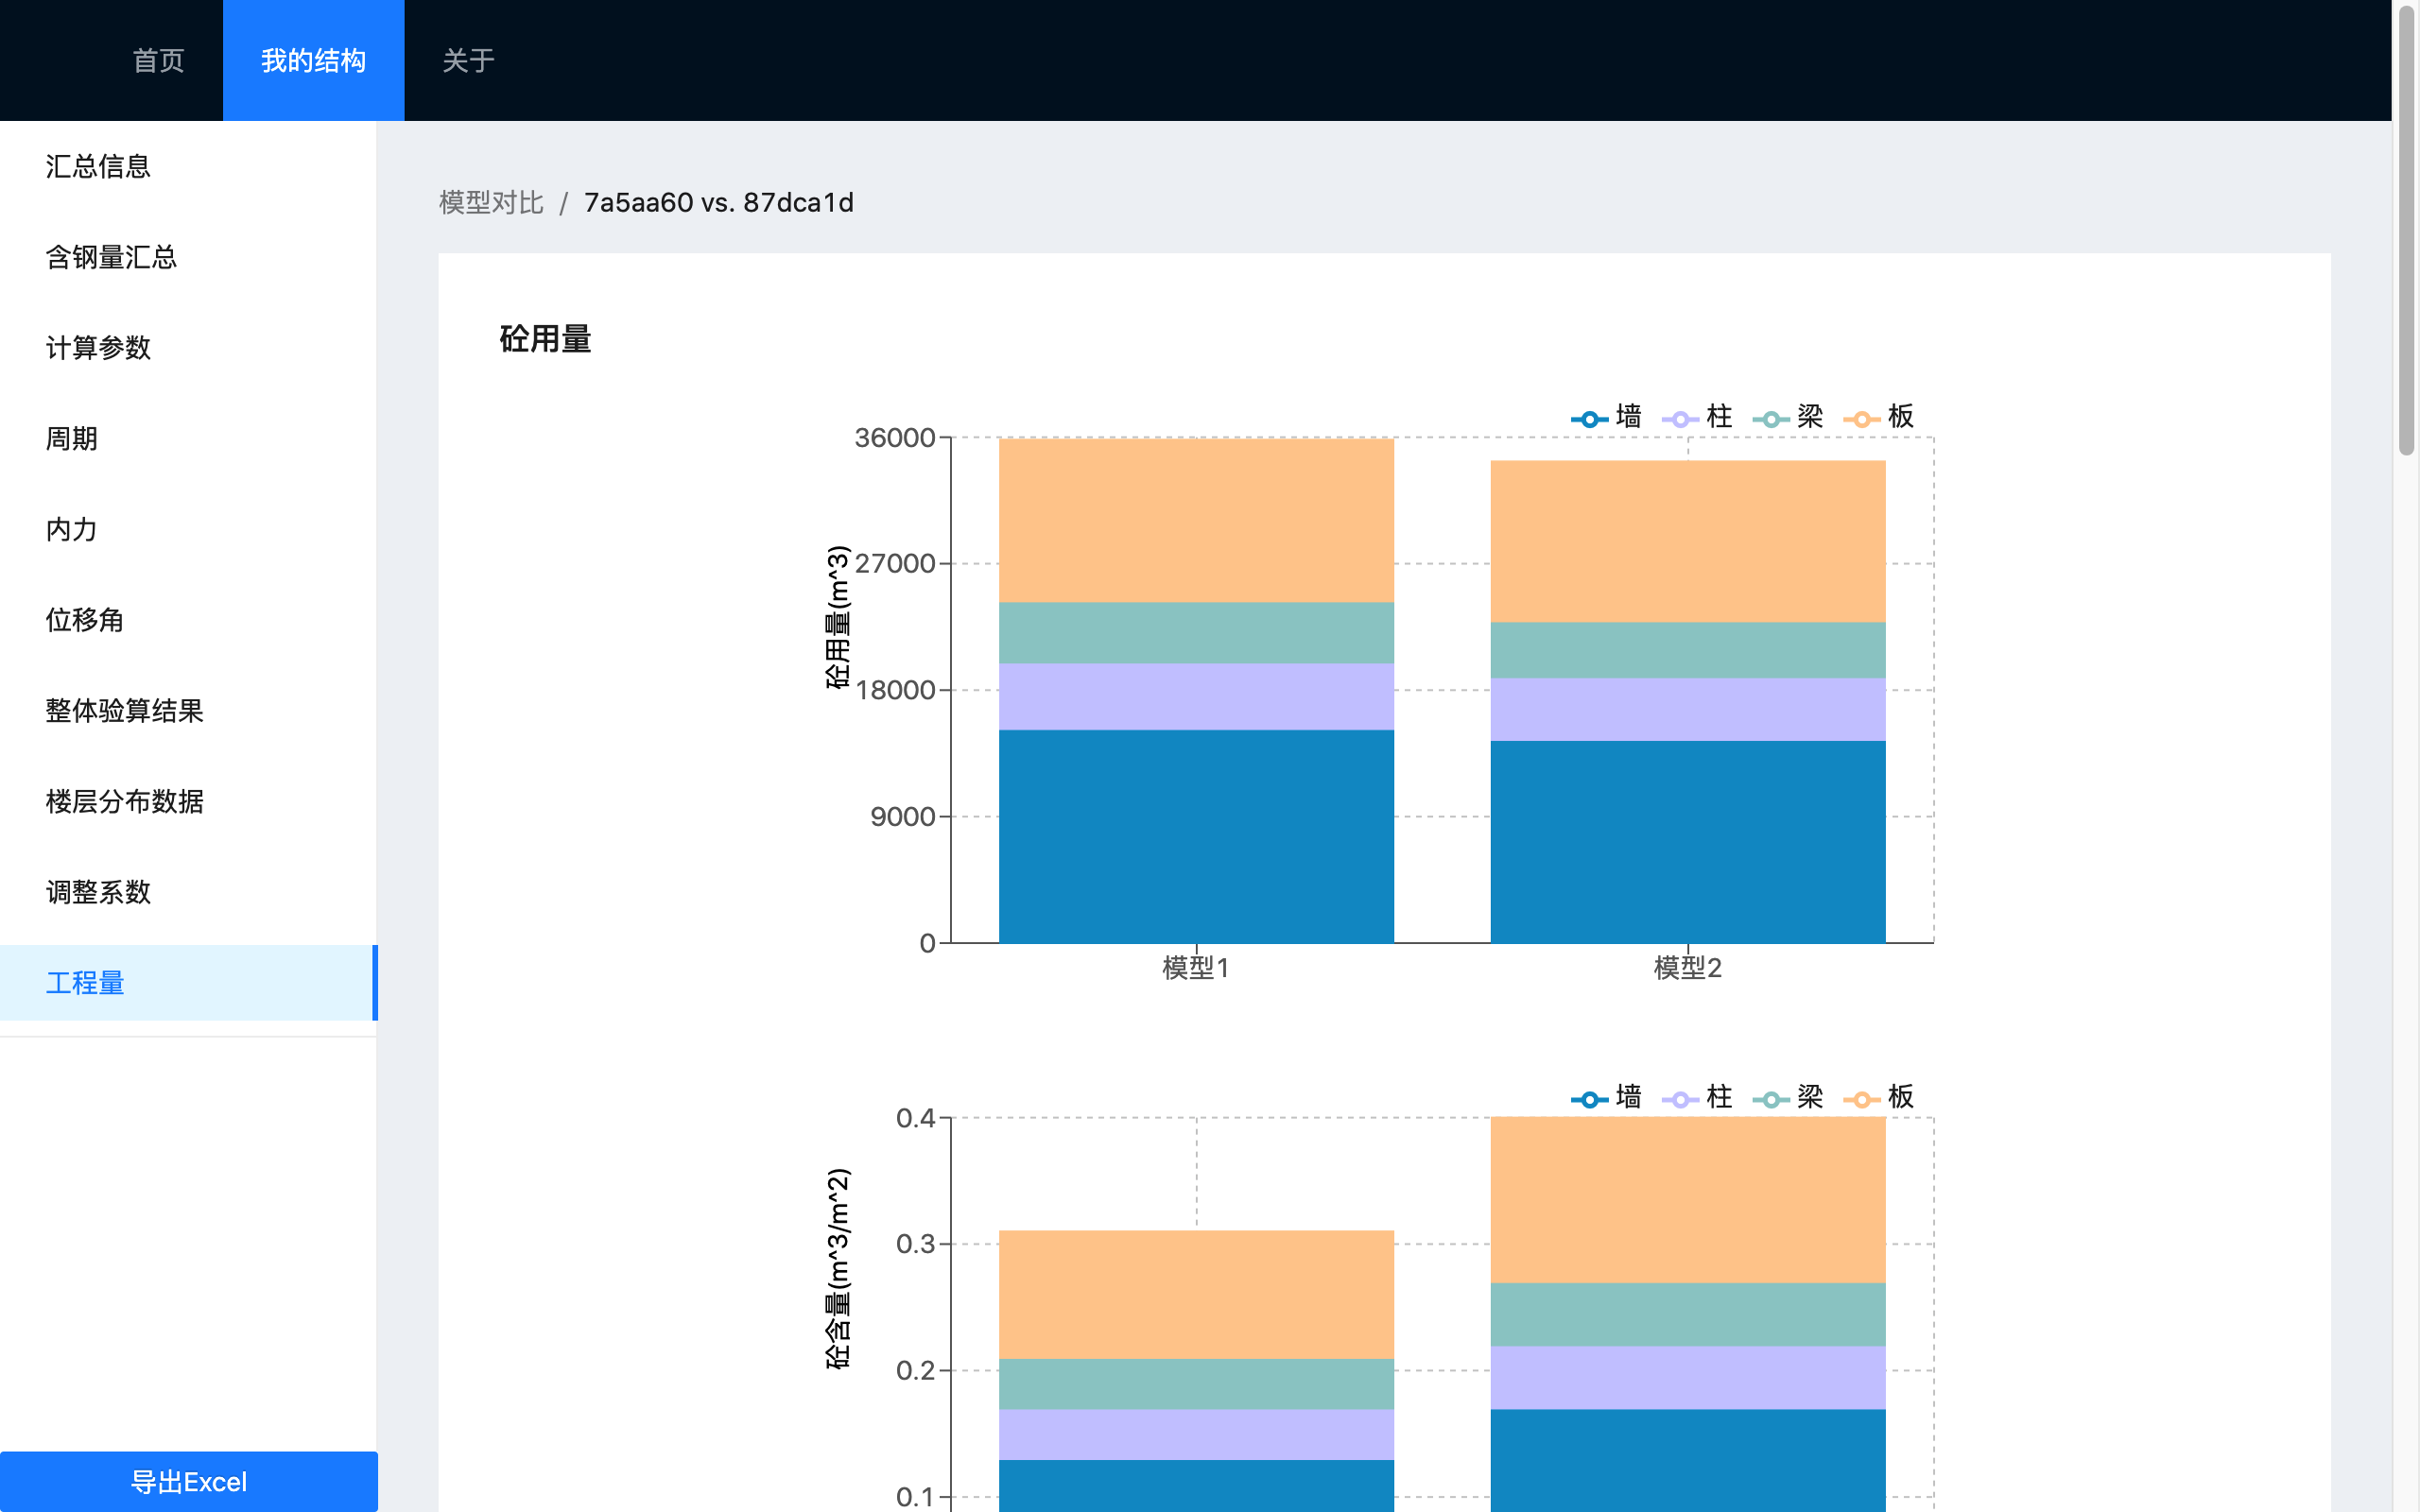 首页 我的结构 关于
汇总信息
含钢量汇总
计算参数
周期
内力
位移角
整体验算结果
楼层分布数据
调整系数
工程量
导出Excel
模型对比 / 7a5aa60 vs. 87dca1d
砼用量
墙 柱 梁 板
砼用量(m^3)
36000
27000
18000
9000
0
模型1 模型2
墙 柱 梁 板
砼含量(m^3/m^2)
0.4
0.3
0.2
0.1